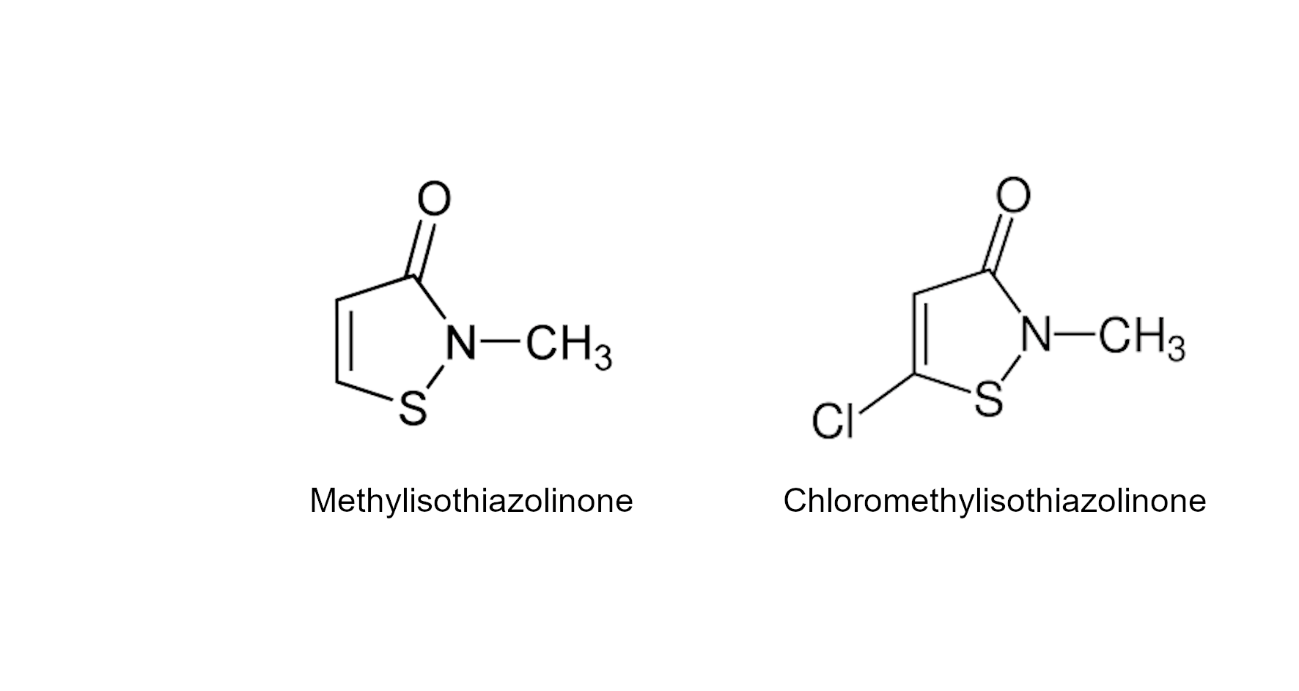 O
N—CH3
S
Methylisothiazolinone
O
N—CH3
S
Cl
Chloromethylisothiazolinone